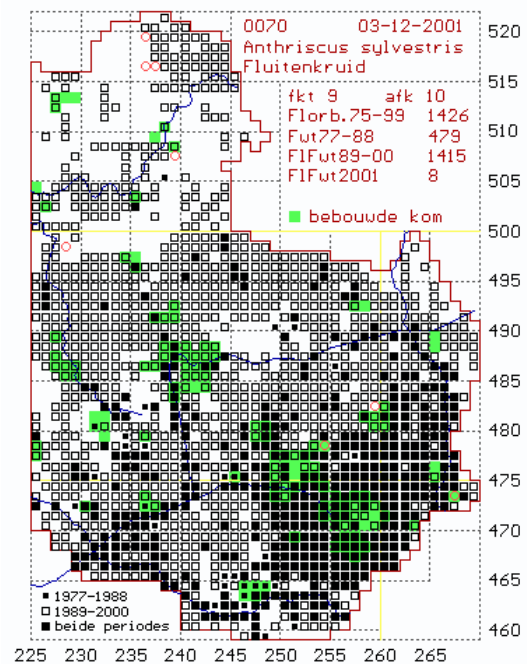 0070 03-12-2001
Anthriscus sylvestris
Fluitenkruid
fkt 9 afk 10
Florb.75-99 1426
Fwt77-88 479
FlFwt89-00 1415
FlFwt2001 8
bebouwde kom
520
515
510
505
500
495
490
485
480
475
470
465
460
1977-1988
1989-2000
beide periodes
225 230 235 240 245 250 255 260 265